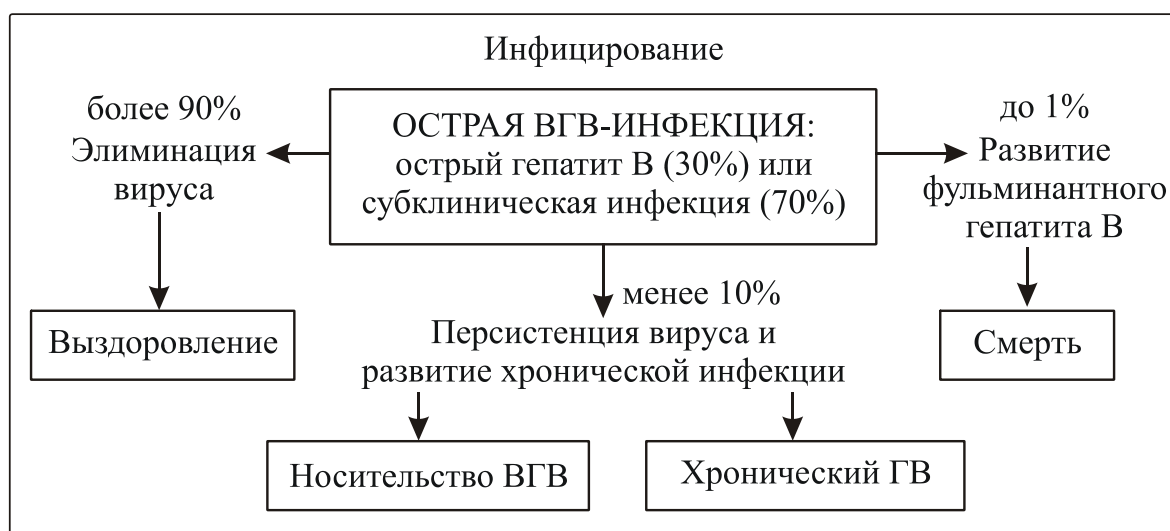 Инфицирование
более 90%
Элиминация
вируса
Выздоровление
ОСТРАЯ ВГВ-ИНФЕКЦИЯ:
острый гепатит В (30%) или
субклиническая инфекция (70%)
до 1%
Развитие
фульминантного
гепатита В
Смерть
менее 10%
Персистенция вируса и
развитие хронической инфекции
Носительство ВГВ
Хронический ГВ